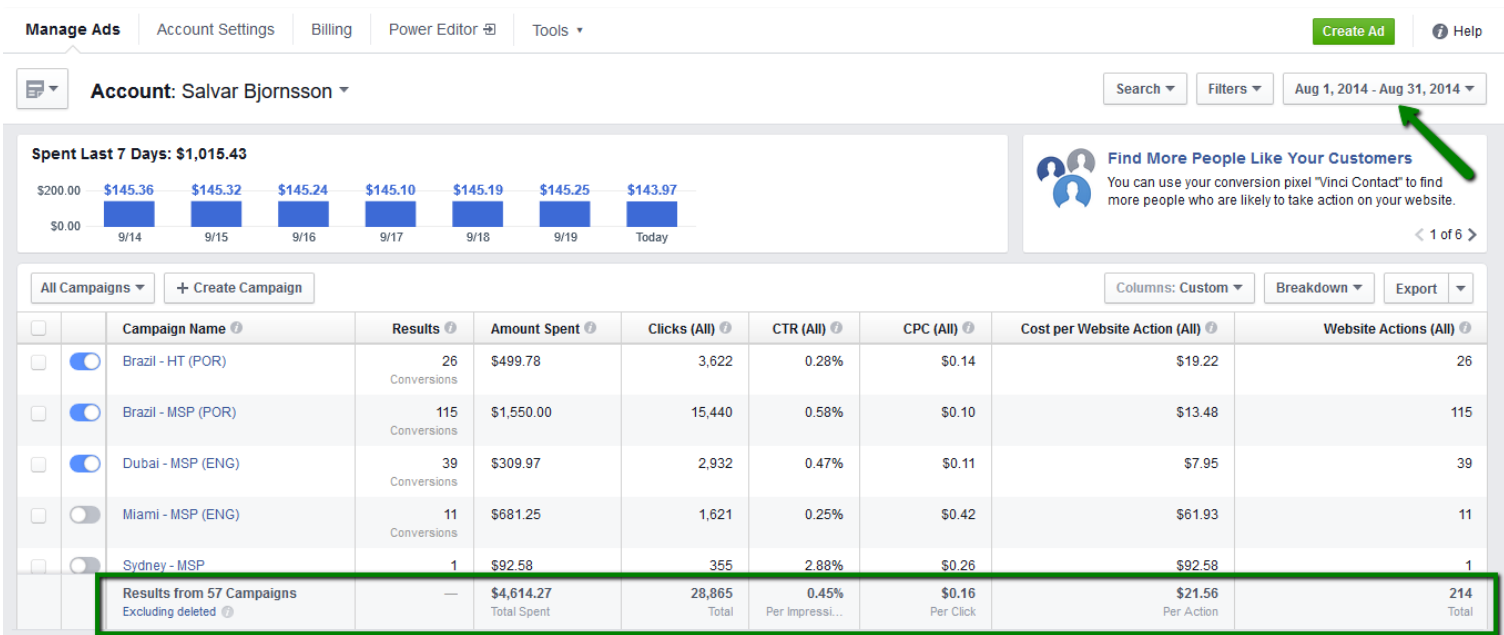 Manage Ads Account Settings Billing Power Editor Tools Create Ad Help
Account: Salvar Bjornsson Search Filters Aug 1, 2014 - Aug 31, 2014
Spent Last 7 Days: $1,015.43
$200.00 $145.36 $145.32 $145.24 $145.10 $145.19 $145.25 $143.97
$0.00
9/14 9/15 9/16 9/17 9/18 9/19 Today
Find More People Like Your Customers
You can use your conversion pixel "Vinci Contact" to find
more people who are likely to take action on your website.
1 of 6
All Campaigns + Create Campaign Columns: Custom Breakdown Export
Campaign Name Results Amount Spent Clicks (All) CTR (All) CPC (All) Cost per Website Action (All) Website Actions (All)
Brazil - HT (POR) 26 $499.78 3,622 0.28% $0.14 $19.22 26
Conversions
Brazil - MSP (POR) 115 $1,550.00 15,440 0.58% $0.10 $13.48 115
Conversions
Dubai - MSP (ENG) 39 $309.97 2,932 0.47% $0.11 $7.95 39
Conversions
Miami - MSP (ENG) 11 $681.25 1,621 0.25% $0.42 $61.93 11
Conversions
Sydney - MSP 1 $92.58 355 2.88% $0.26 $92.58 1
Results from 57 Campaigns — $4,614.27 28,865 0.45% $0.16 $21.56 214
Excluding deleted Total Spent Total Per Impressi... Per Click Per Action Total